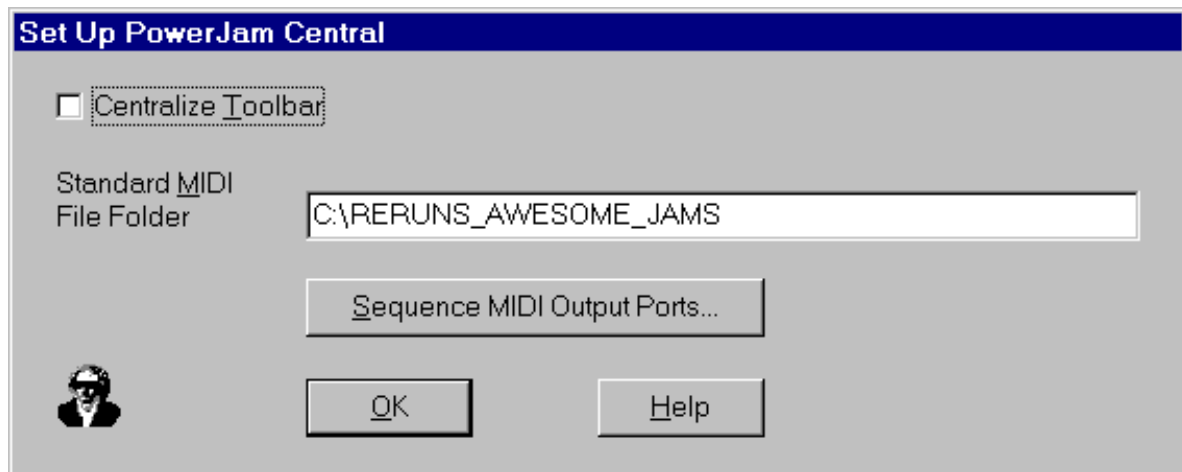 Set Up PowerJam Central
Centralize Toolbar
Standard MIDI
File Folder
C:\RERUNS_AWESOME_JAMS
Sequence MIDI Output Ports...
OK
Help